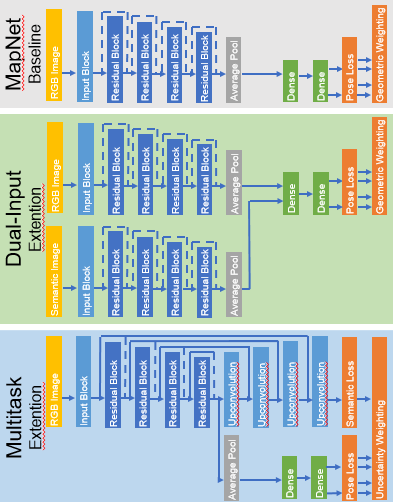 MapNet
Baseline
RGB Image
Input Block
Residual Block
Residual Block
Residual Block
Residual Block
Average Pool
Dense
Dense
Pose Loss
Geometric Weighting
Dual-Input
Extention
RGB Image
Input Block
Residual Block
Residual Block
Residual Block
Residual Block
Average Pool
Semantic Image
Input Block
Residual Block
Residual Block
Residual Block
Residual Block
Average Pool
Dense
Dense
Pose Loss
Geometric Weighting
Multitask
Extention
RGB Image
Input Block
Residual Block
Residual Block
Residual Block
Residual Block
Upconvolution
Upconvolution
Upconvolution
Upconvolution
Semantic Loss
Average Pool
Dense
Dense
Pose Loss
Uncertainty Weighting